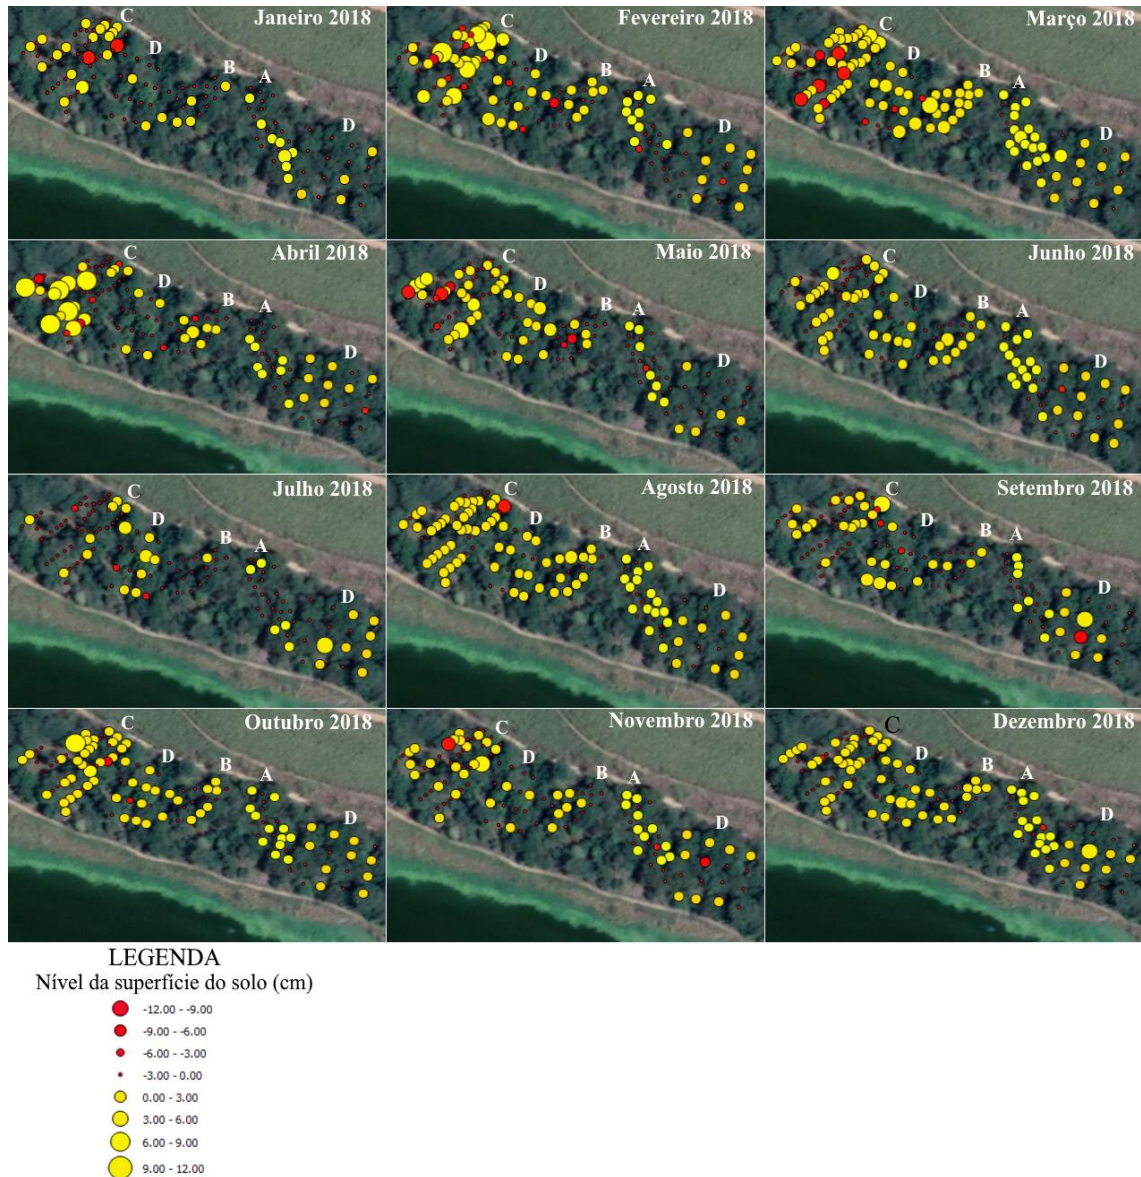 Janeiro 2018
C
D
B
A
D
Fevereiro 2018
C
D
B
A
D
Março 2018
C
D
B
A
D
Abril 2018
C
D
B
A
D
Maio 2018
C
D
B
A
D
Junho 2018
C
D
B
A
D
Julho 2018
C
D
B
A
D
Agosto 2018
C
D
B
A
D
Setembro 2018
C
D
B
A
D
Outubro 2018
C
D
B
A
D
Novembro 2018
C
D
B
A
D
Dezembro 2018
C
D
B
A
D
LEGENDA
Nível da superfície do solo (cm)
-12.00 - -9.00
-9.00 - -6.00
-6.00 - -3.00
-3.00 - 0.00
0.00 - 3.00
3.00 - 6.00
6.00 - 9.00
9.00 - 12.00